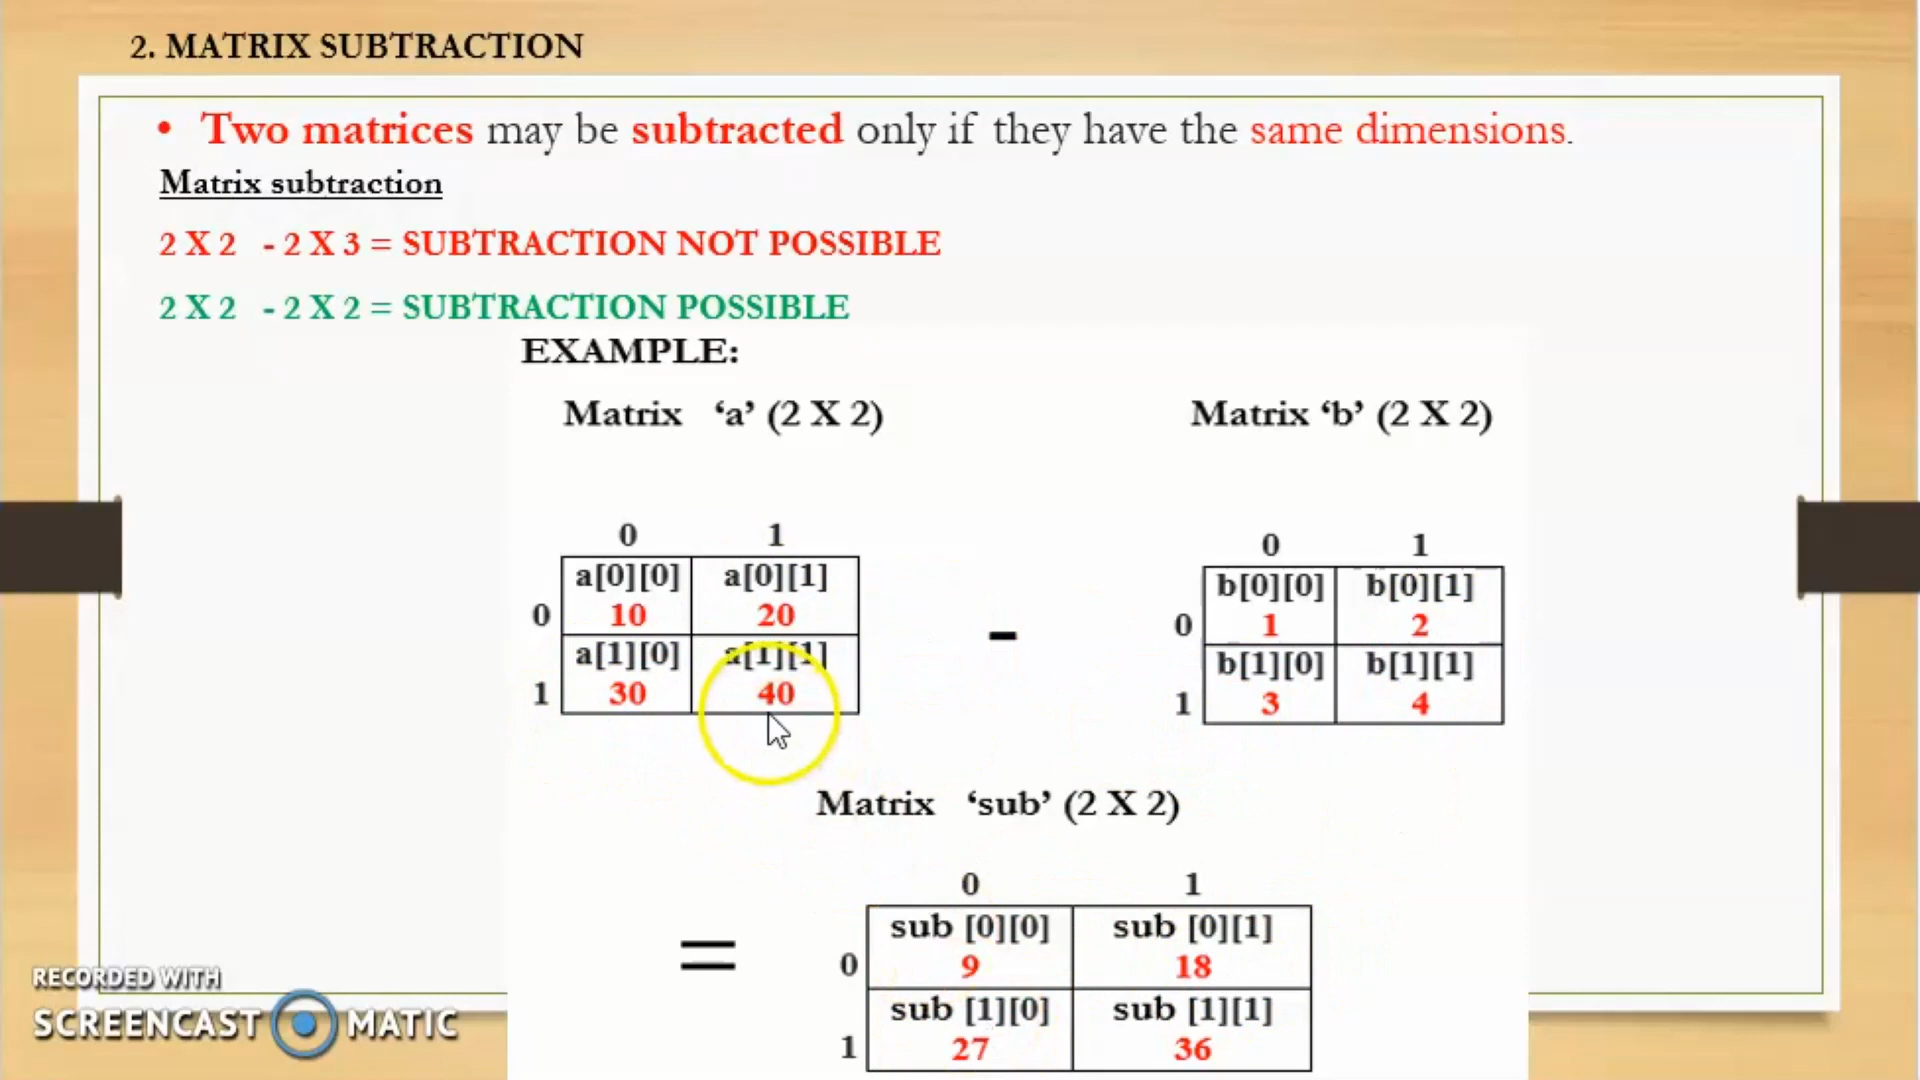 2. MATRIX SUBTRACTION
• Two matrices may be subtracted only if they have the same dimensions.
Matrix subtraction
2 X 2 - 2 X 3 = SUBTRACTION NOT POSSIBLE
2 X 2 - 2 X 2 = SUBTRACTION POSSIBLE
EXAMPLE:
Matrix ‘a’ (2 X 2)
0 1
a[0][0] a[0][1]
0 10 20
a[1][0] a[1][1]
1 30 40
-
Matrix ‘b’ (2 X 2)
0 1
b[0][0] b[0][1]
0 1 2
b[1][0] b[1][1]
1 3 4
Matrix ‘sub’ (2 X 2)
0 1
sub [0][0] sub [0][1]
= 0 9 18
sub [1][0] sub [1][1]
1 27 36
RECORDED WITH
SCREENCAST MATIC